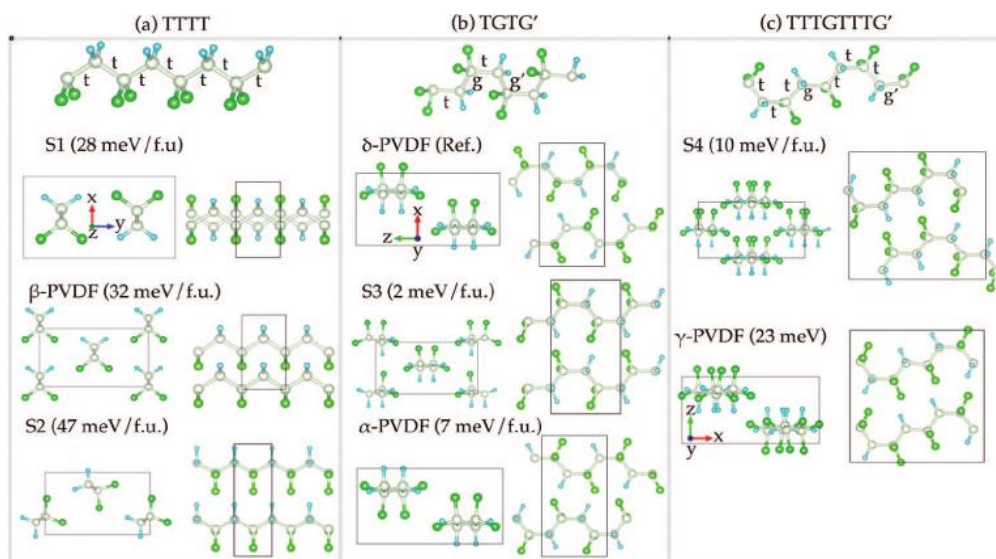 (a) TTTT
t t t t t t t
S1 (28 meV/f.u)
x
z y
β-PVDF (32 meV/f.u.)
S2 (47 meV/f.u.)
(b) TGTG′
t g t g′
δ-PVDF (Ref.)
x
z
y
S3 (2 meV/f.u.)
α-PVDF (7 meV/f.u.)
(c) TTTGTTTG′
t t t g t t t g′
S4 (10 meV/f.u.)
γ-PVDF (23 meV)
z
y x